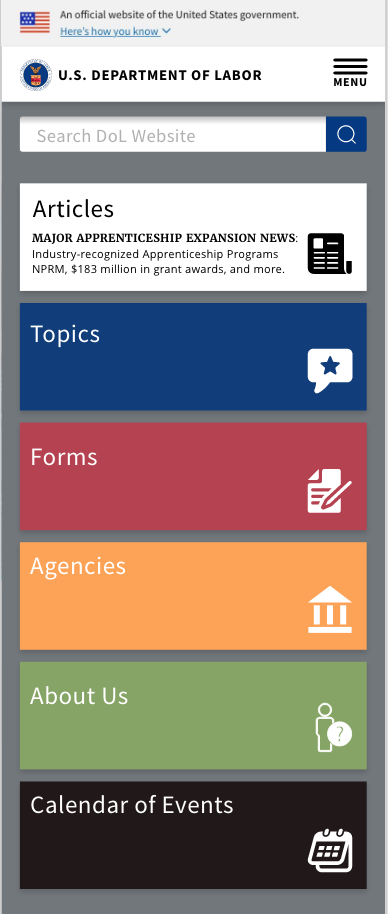 An official website of the United States government.
Here's how you know
U.S. DEPARTMENT OF LABOR
MENU
Search DoL Website
Articles
MAJOR APPRENTICESHIP EXPANSION NEWS:
Industry-recognized Apprenticeship Programs
NPRM, $183 million in grant awards, and more.
Topics
Forms
Agencies
About Us
?
Calendar of Events